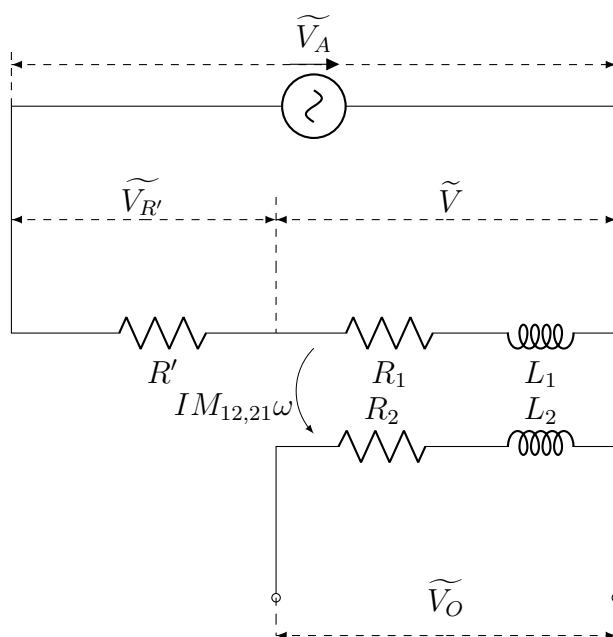 $\widetilde{V_A}$
$\widetilde{V_{R'}}$ $\widetilde{V}$
$R'$ $R_1$ $L_1$
$IM_{12,21}\omega$ $R_2$ $L_2$
$\widetilde{V_O}$